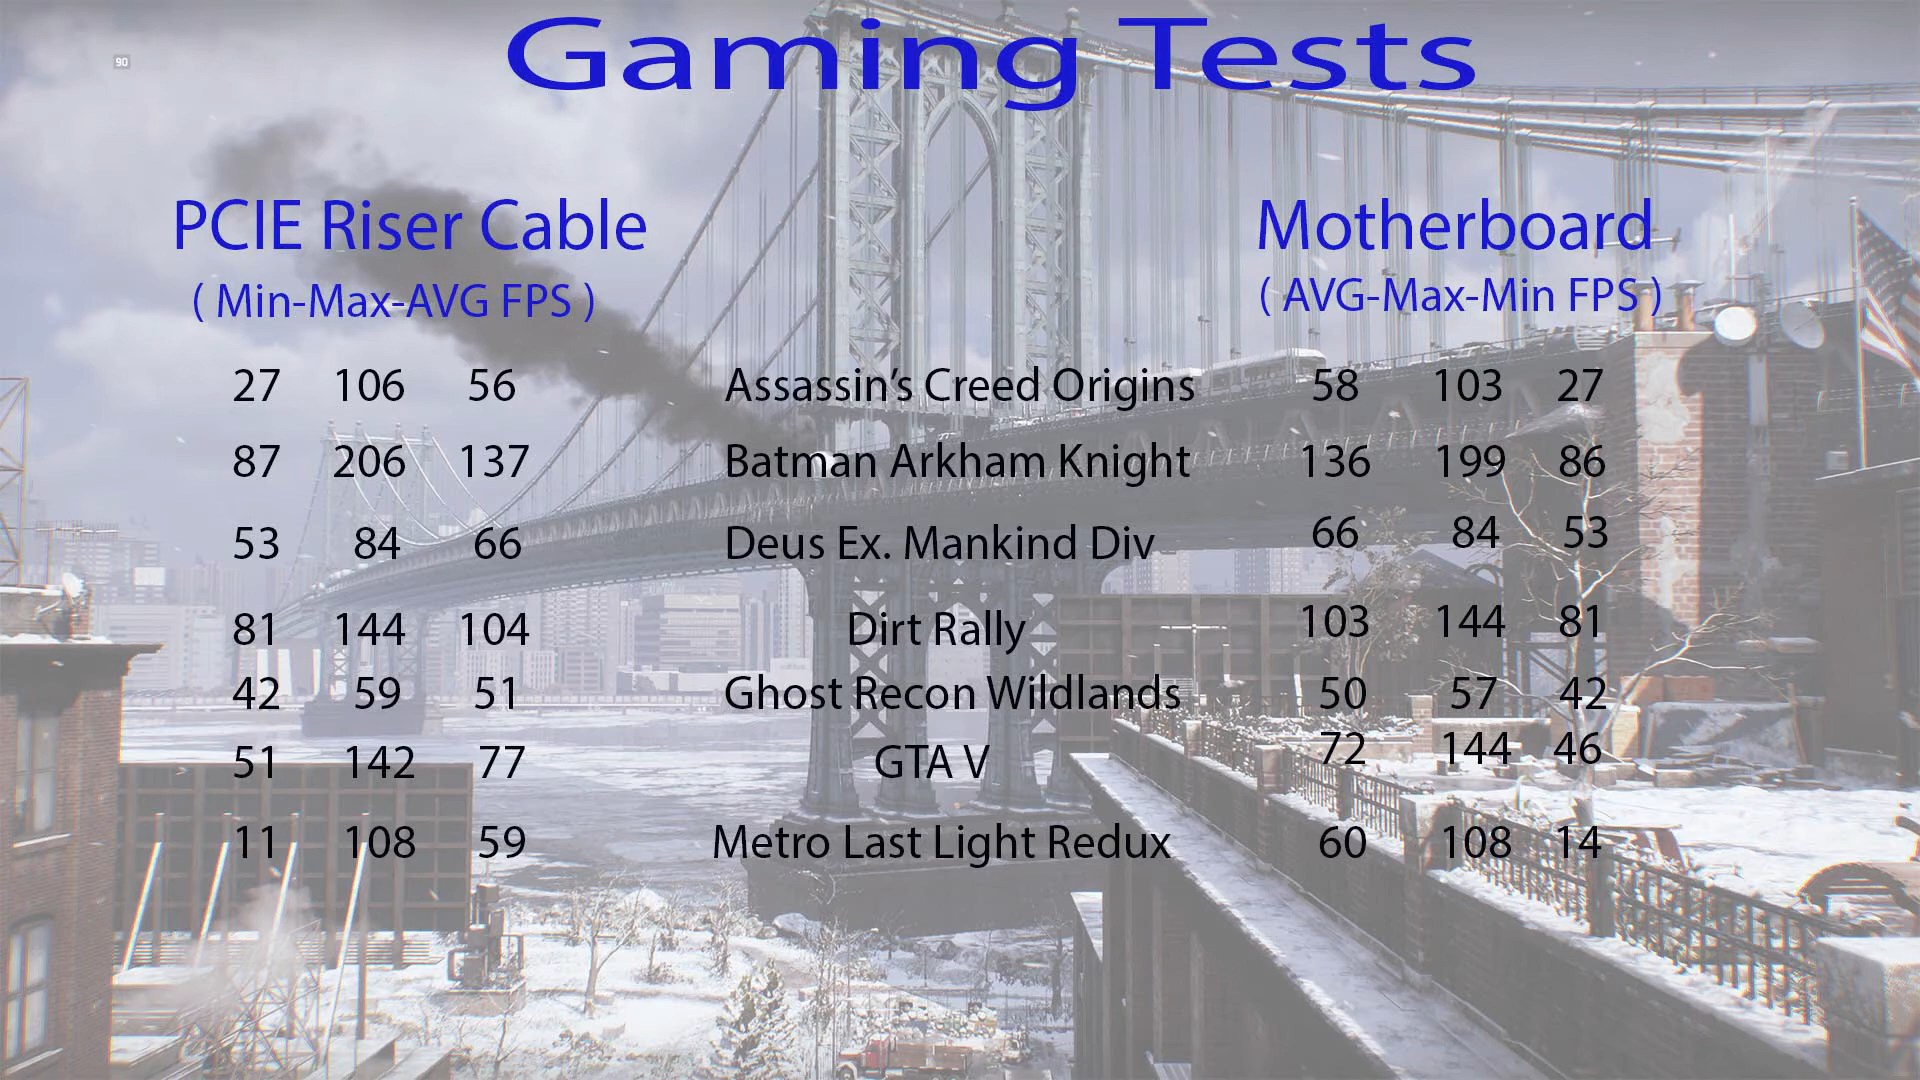 Gaming Tests
90
PCIE Riser Cable Motherboard
( Min-Max-AVG FPS ) ( AVG-Max-Min FPS )
27 106 56 Assassin's Creed Origins 58 103 27
87 206 137 Batman Arkham Knight 136 199 86
53 84 66 Deus Ex. Mankind Div 66 84 53
81 144 104 Dirt Rally 103 144 81
42 59 51 Ghost Recon Wildlands 50 57 42
51 142 77 GTA V 72 144 46
11 108 59 Metro Last Light Redux 60 108 14